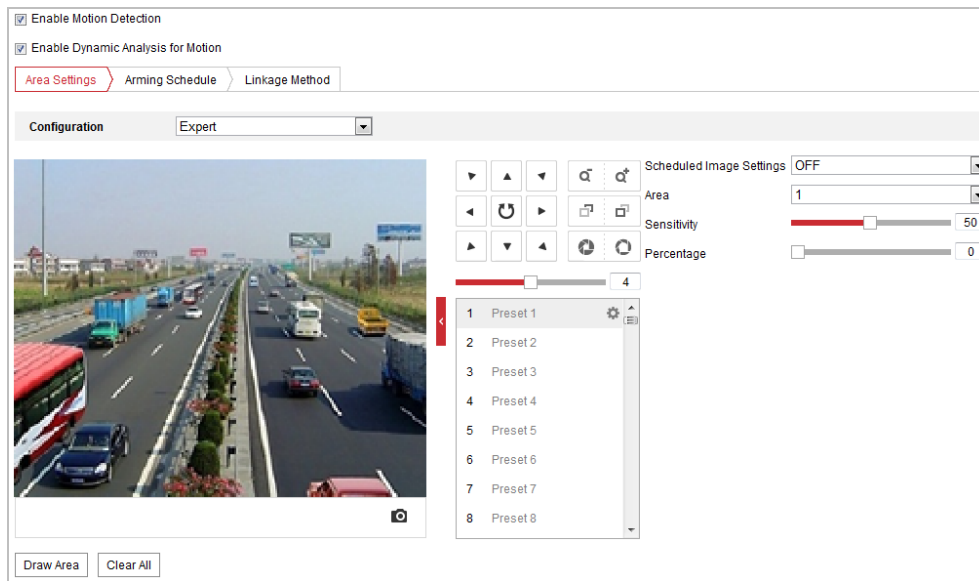 Enable Motion Detection
Enable Dynamic Analysis for Motion
Area Settings Arming Schedule Linkage Method
Configuration Expert
Scheduled Image Settings OFF
Area 1
Sensitivity 50
Percentage 0
4
1 Preset 1
2 Preset 2
3 Preset 3
4 Preset 4
5 Preset 5
6 Preset 6
7 Preset 7
8 Preset 8
Draw Area Clear All